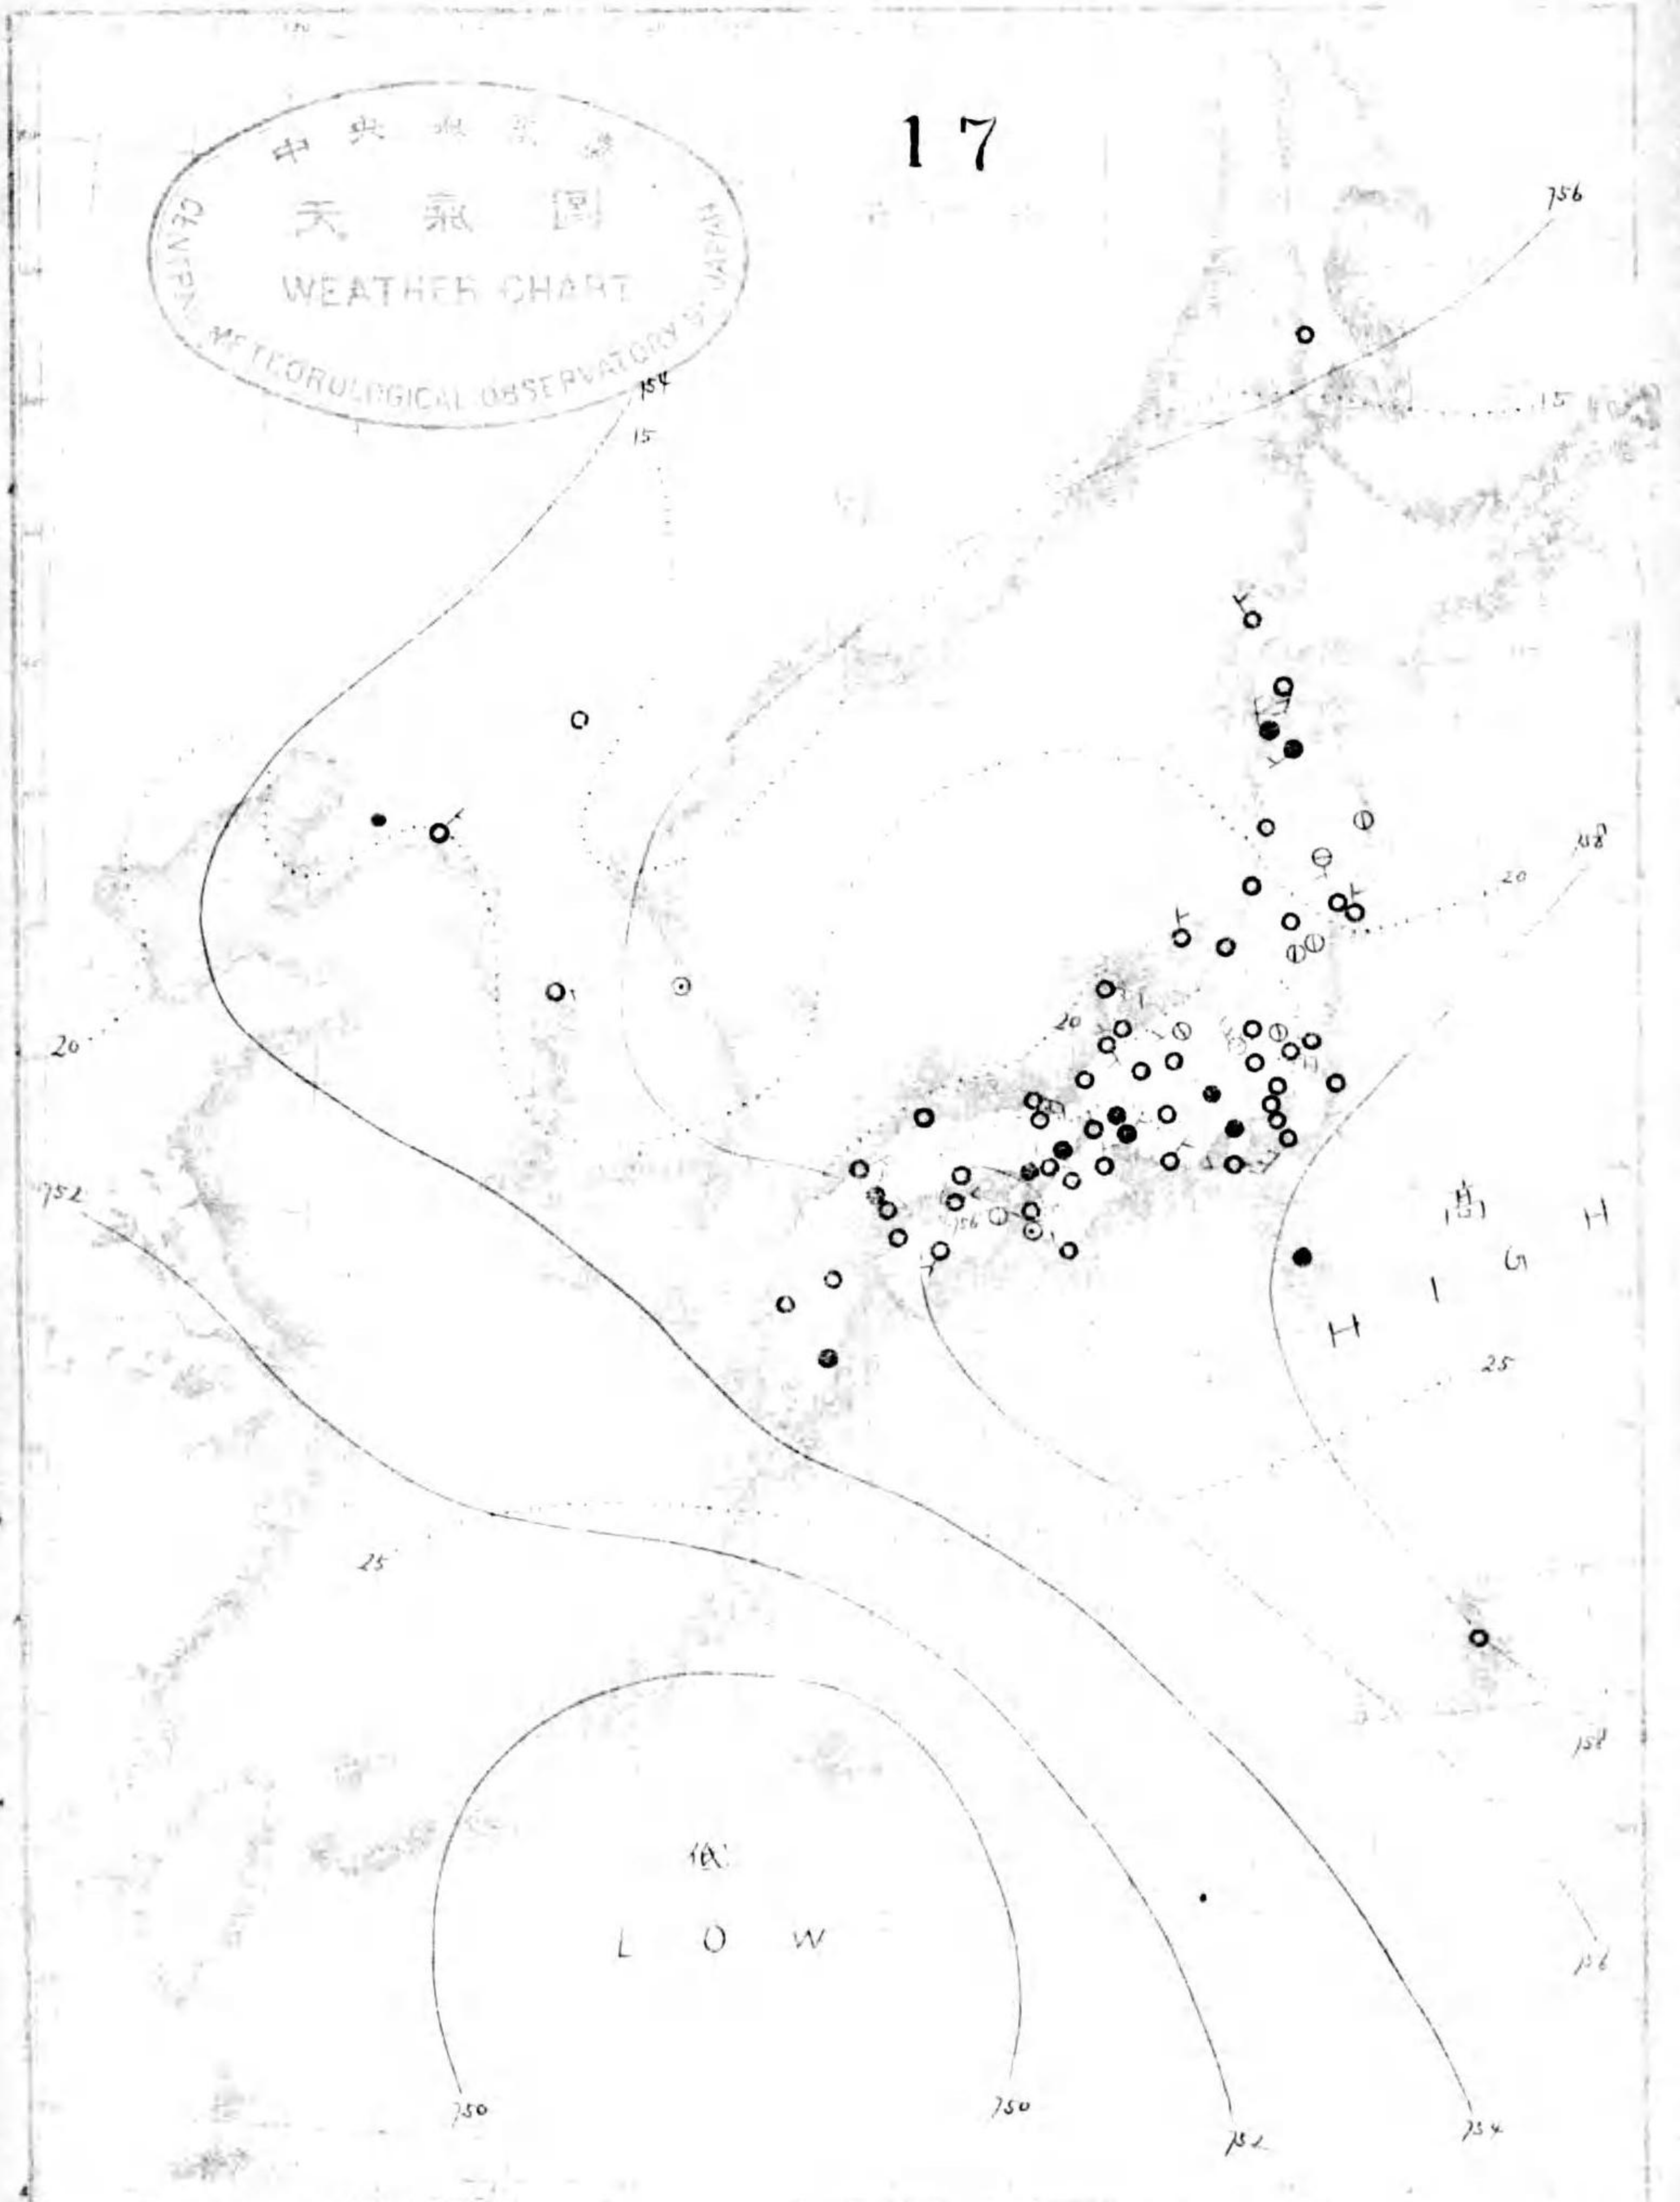 17
中央氣象臺
天氣圖
WEATHER CHART
CENTRAL METEOROLOGICAL OBSERVATORY JAPAN
756
754
15
15
758
20
20
20
752
756
高
HIGH
25
25
758
低
LOW
756
750
750
752
754